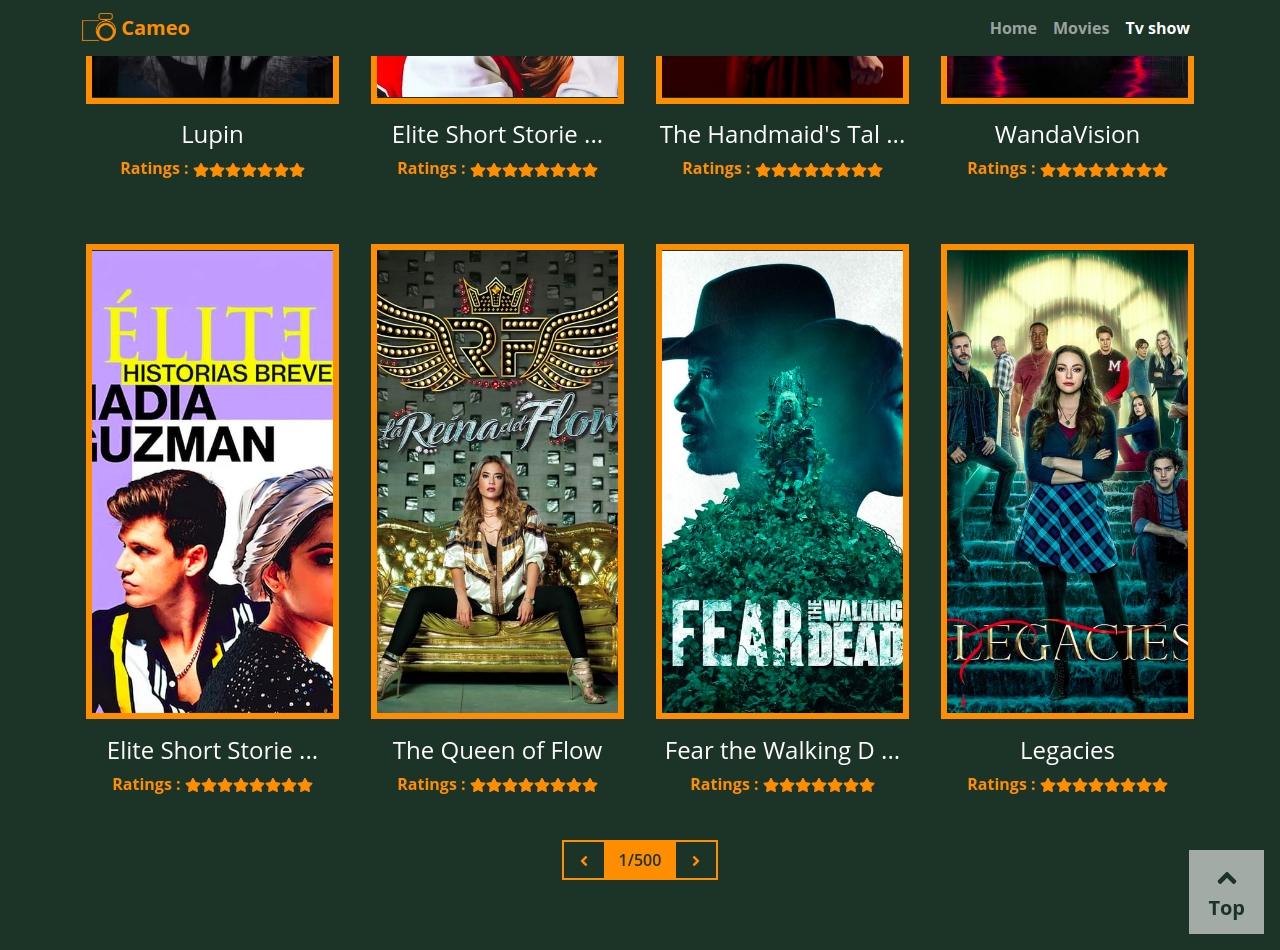 Cameo
Home Movies Tv show
Lupin
Ratings :
Elite Short Storie ...
Ratings :
The Handmaid's Tal ...
Ratings :
WandaVision
Ratings :
ÉLITE
HISTORIAS BREVE
ADIA
GUZMAN
RF
La Reina del Flow
FEAR THE WALKING DEAD
M
LEGACIES
Elite Short Storie ...
Ratings :
The Queen of Flow
Ratings :
Fear the Walking D ...
Ratings :
Legacies
Ratings :
1/500
Top